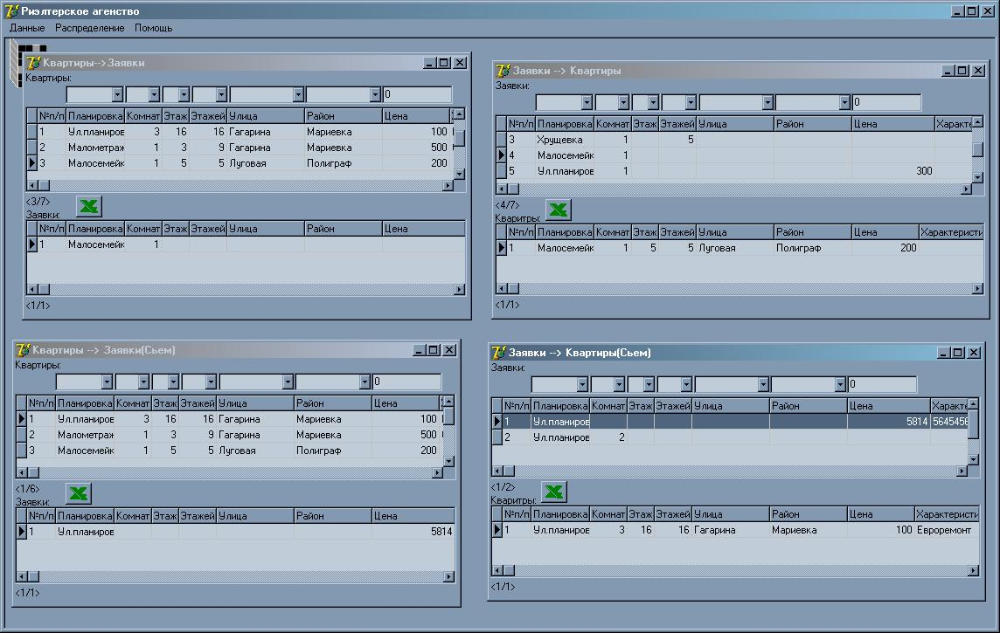 Риэлтерское агенство
Данные Распределение Помощь
Квартиры-->Заявки
Квартиры:
0
№п/п Планировка Комнат Этаж Этажей Улица Район Цена
1 Ул.планиров 3 16 16 Гагарина Мариевка 100
2 Малометраж 1 3 9 Гагарина Мариевка 500
3 Малосемейк 1 5 5 Луговая Полиграф 200
<3/7>
Заявки:
№п/п Планировка Комнат Этаж Этажей Улица Район Цена
1 Малосемейк 1
<1/1>
Заявки --> Квартиры
Заявки:
0
№п/п Планировка Комнат Этаж Этажей Улица Район Цена Характе
3 Хрущевка 1 5
4 Малосемейк 1
5 Ул.планиров 1 300
<4/7>
Кваритры:
№п/п Планировка Комнат Этаж Этажей Улица Район Цена Характеристи
1 Малосемейк 1 5 5 Луговая Полиграф 200
<1/1>
Квартиры --> Заявки(Сьем)
Квартиры:
0
№п/п Планировка Комнат Этаж Этажей Улица Район Цена
1 Ул.планиров 3 16 16 Гагарина Мариевка 100
2 Малометраж 1 3 9 Гагарина Мариевка 500
3 Малосемейк 1 5 5 Луговая Полиграф 200
<1/6>
Заявки:
№п/п Планировка Комнат Этаж Этажей Улица Район Цена
1 Ул.планиров 5814
<1/1>
Заявки --> Квартиры(Сьем)
Заявки:
0
№п/п Планировка Комнат Этаж Этажей Улица Район Цена Характе
1 Ул.планиров 5814 5645456
2 Ул.планиров 2
<1/2>
Кваритры:
№п/п Планировка Комнат Этаж Этажей Улица Район Цена Характеристи
1 Ул.планиров 3 16 16 Гагарина Мариевка 100 Евроремонт
<1/1>